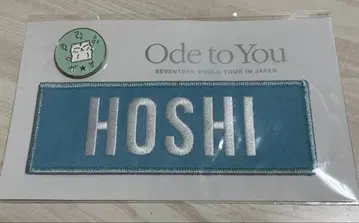 Ode to You
SEVENTEEN WORLD TOUR IN JAPAN
HOSHI